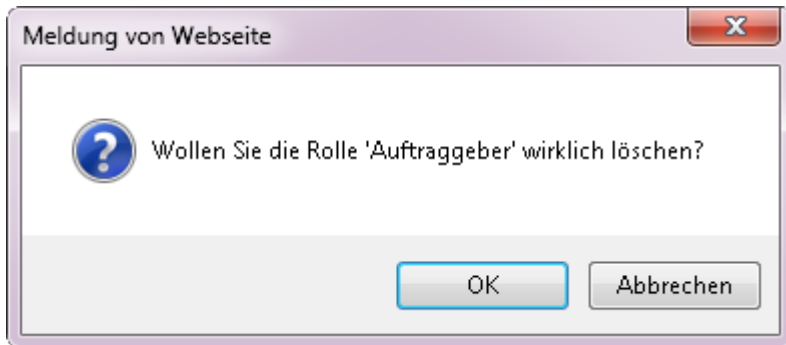 Meldung von Webseite
Wollen Sie die Rolle 'Auftraggeber' wirklich löschen?
OK
Abbrechen